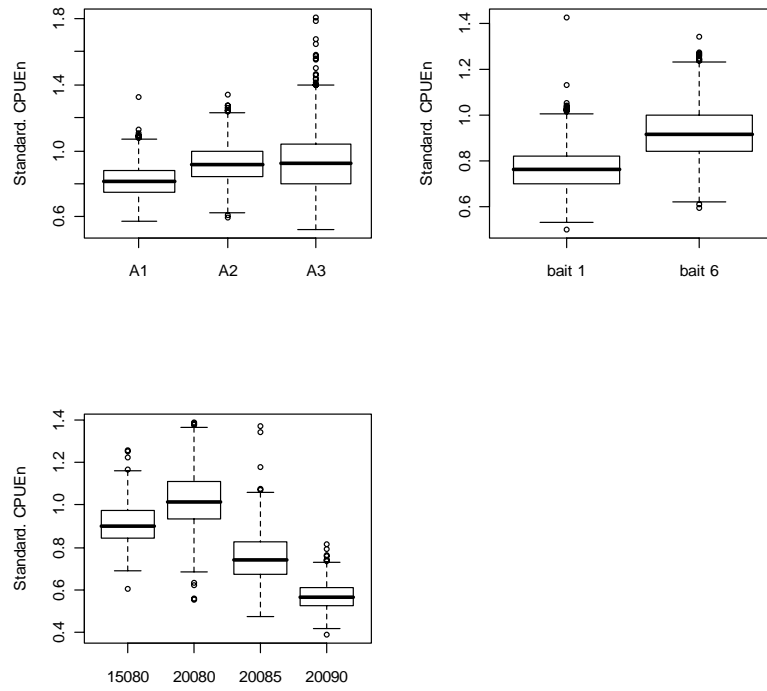 Standard. CPUEn
0.6 1.0 1.4 1.8
A1 A2 A3
Standard. CPUEn
0.6 0.8 1.0 1.2 1.4
bait 1 bait 6
Standard. CPUEn
0.4 0.6 0.8 1.0 1.2 1.4
15080 20080 20085 20090